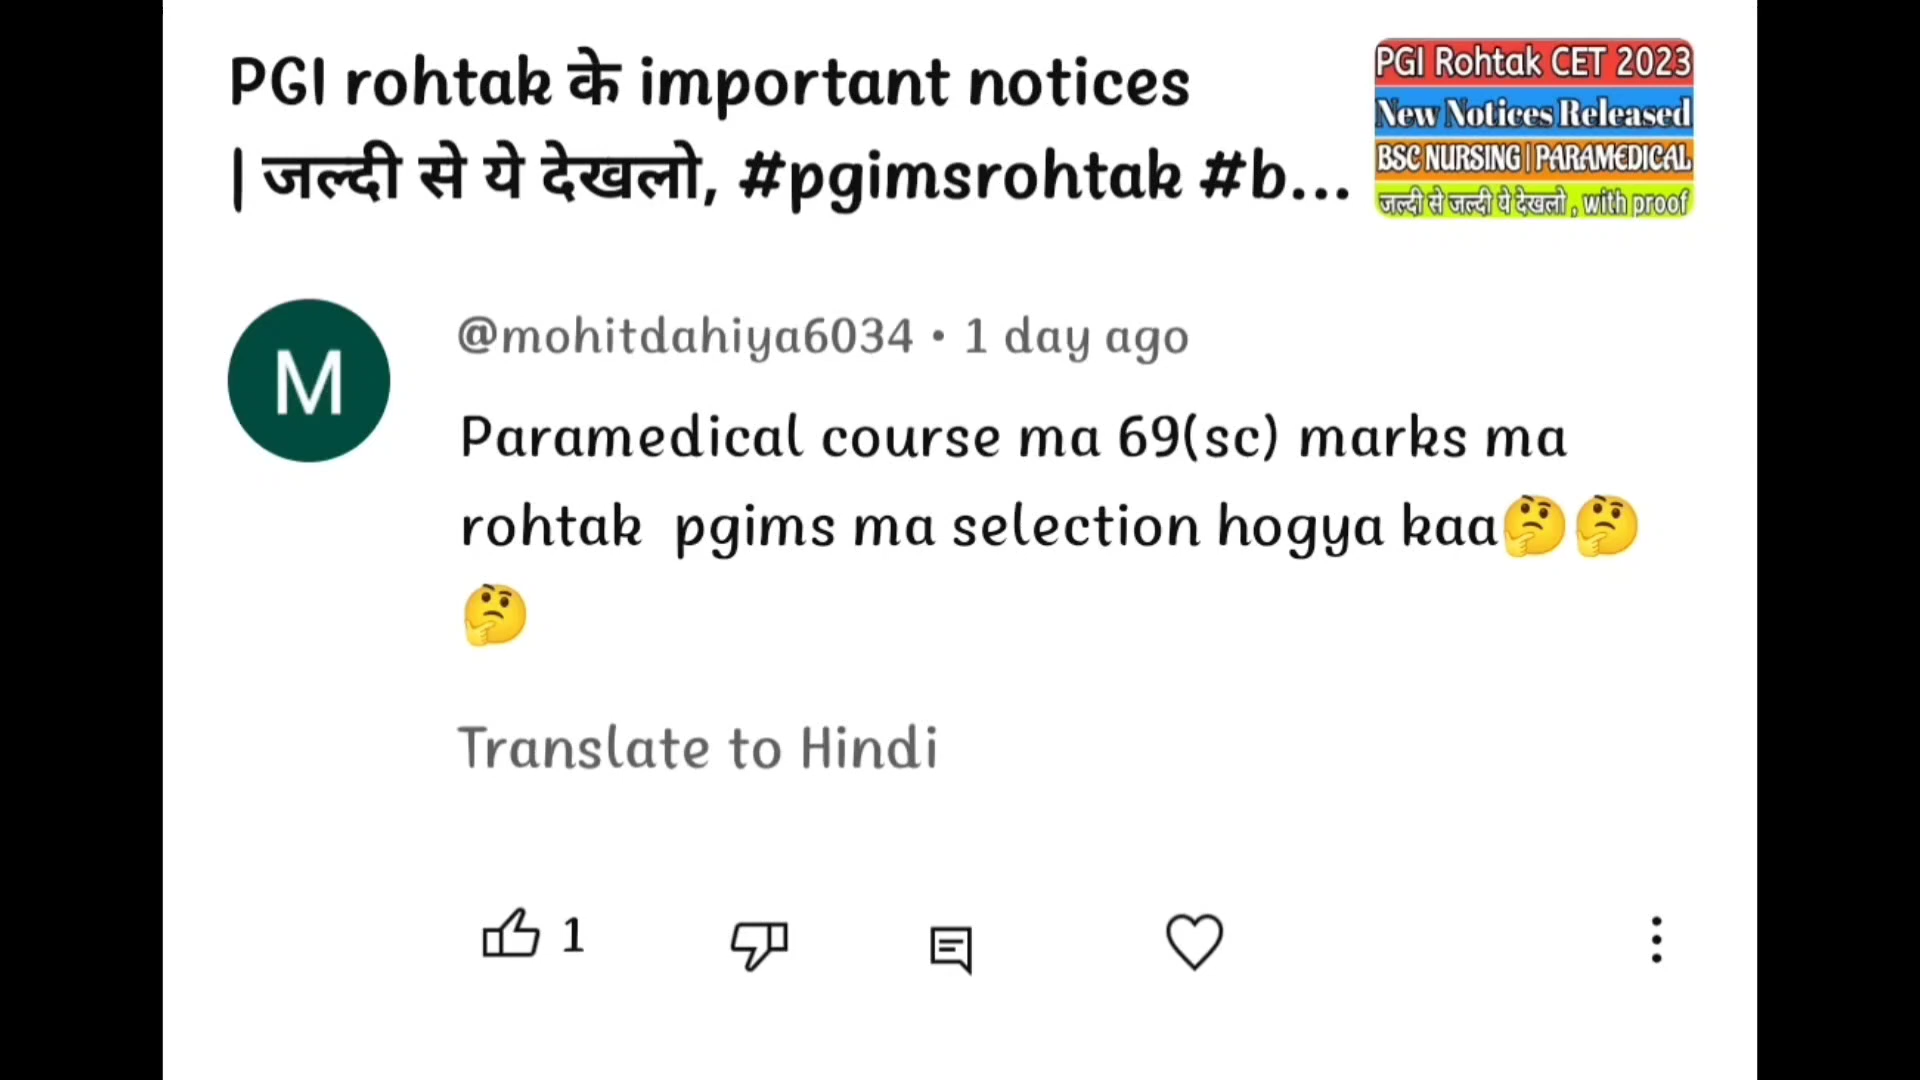 PGI rohtak के important notices
| जल्दी से ये देखलो, #pgimsrohtak #b...
PGI Rohtak CET 2023
New Notices Released
BSC NURSING | PARAMEDICAL
जल्दी से जल्दी ये देखलो , with proof
M
@mohitdahiya6034 • 1 day ago
Paramedical course ma 69(sc) marks ma
rohtak pgims ma selection hogya kaa🤔🤔
🤔
Translate to Hindi
1